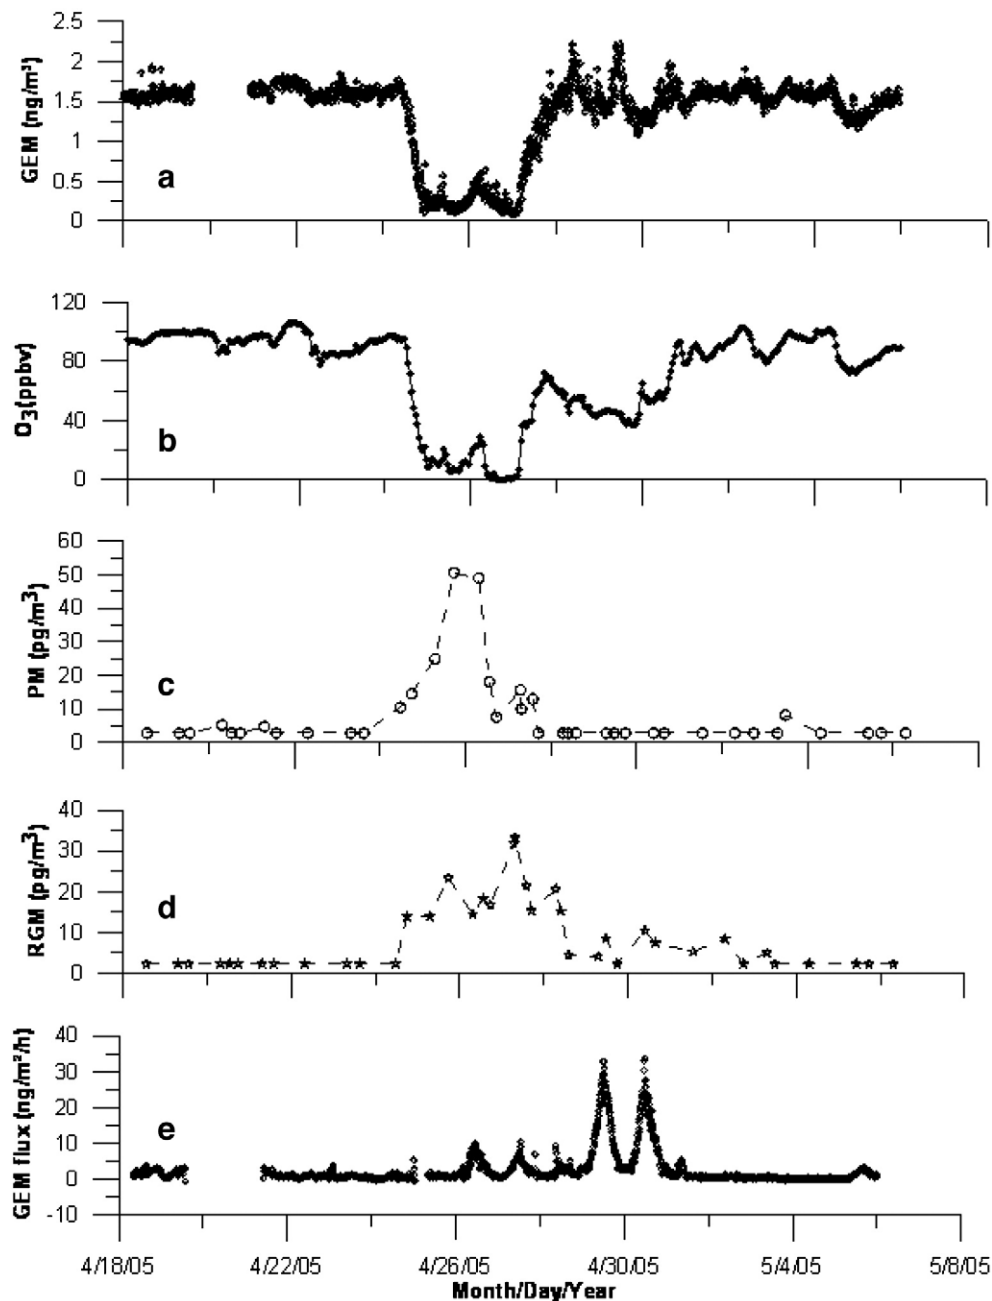 2.5
2
1.5
1
0.5
0
GEM (ng/m³)
a
120
80
40
0
O3(ppbv)
b
60
50
40
30
20
10
0
PM (pg/m³)
c
40
30
20
10
0
RGM (pg/m³)
d
40
30
20
10
0
-10
GEM flux (ng/m²/h)
e
4/18/05 4/22/05 4/26/05 4/30/05 5/4/05 5/8/05
Month/Day/Year